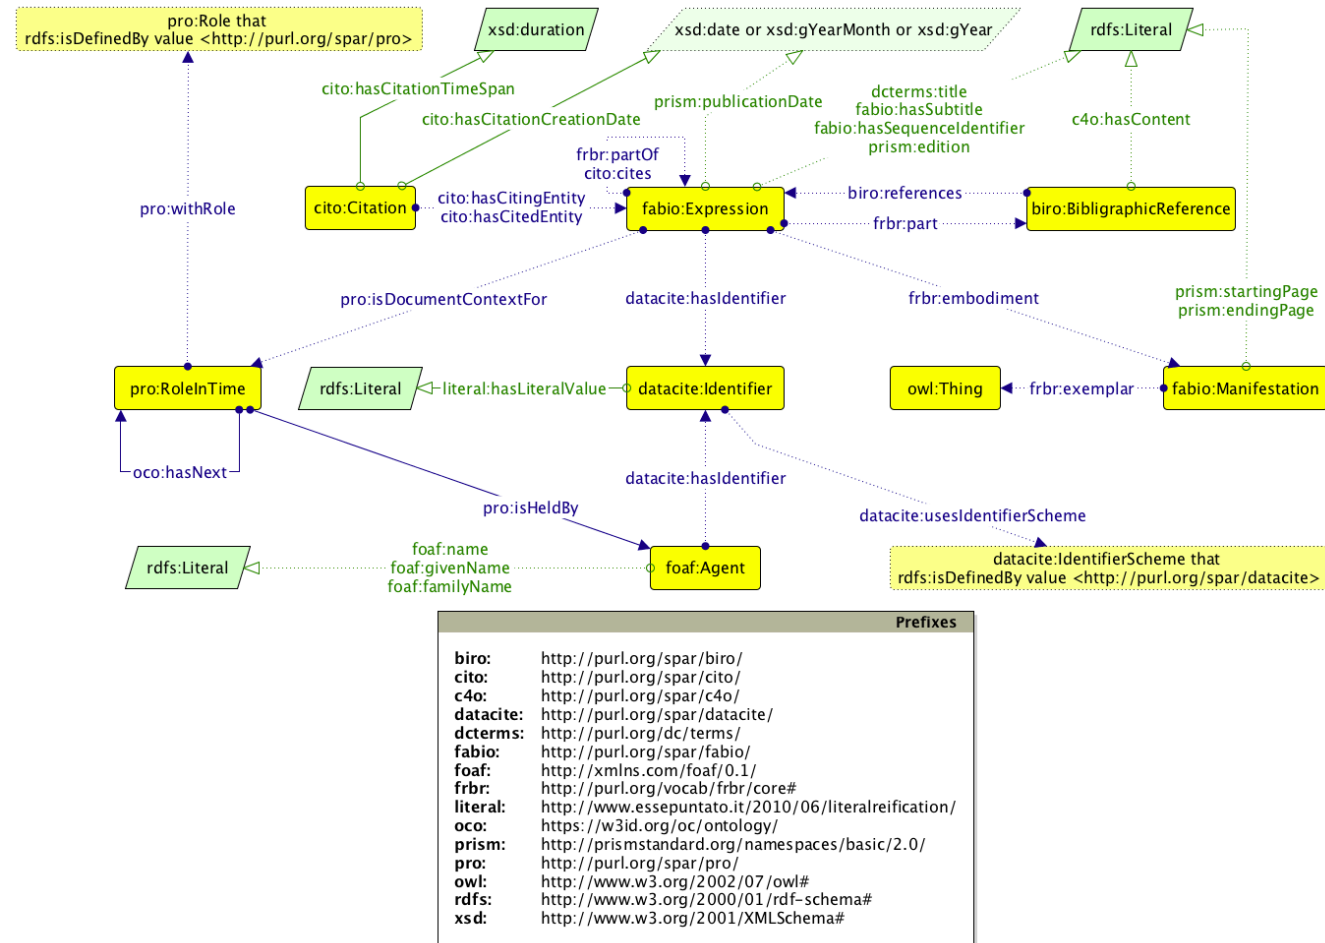 pro:Role that
rdfs:isDefinedBy value <http://purl.org/spar/pro>
xsd:duration
xsd:date or xsd:gYearMonth or xsd:gYear
rdfs:Literal
cito:hasCitationTimeSpan
cito:hasCitationCreationDate
prism:publicationDate
dcterms:title
fabio:hasSubtitle
fabio:hasSequenceIdentifier
prism:edition
c4o:hasContent
frbr:partOf
cito:cites
pro:withRole
cito:Citation
cito:hasCitingEntity
cito:hasCitedEntity
fabio:Expression
biro:references
frbr:part
biro:BibligraphicReference
pro:isDocumentContextFor
datacite:hasIdentifier
frbr:embodiment
prism:startingPage
prism:endingPage
pro:RoleInTime
rdfs:Literal
literal:hasLiteralValue
datacite:Identifier
owl:Thing
frbr:exemplar
fabio:Manifestation
oco:hasNext
pro:isHeldBy
datacite:hasIdentifier
datacite:usesIdentifierScheme
rdfs:Literal
foaf:name
foaf:givenName
foaf:familyName
foaf:Agent
datacite:IdentifierScheme that
rdfs:isDefinedBy value <http://purl.org/spar/datacite>
Prefixes
biro: http://purl.org/spar/biro/
cito: http://purl.org/spar/cito/
c4o: http://purl.org/spar/c4o/
datacite: http://purl.org/spar/datacite/
dcterms: http://purl.org/dc/terms/
fabio: http://purl.org/spar/fabio/
foaf: http://xmlns.com/foaf/0.1/
frbr: http://purl.org/vocab/frbr/core#
literal: http://www.essepuntato.it/2010/06/literalreification/
oco: https://w3id.org/oc/ontology/
prism: http://prismstandard.org/namespaces/basic/2.0/
pro: http://purl.org/spar/pro/
owl: http://www.w3.org/2002/07/owl#
rdfs: http://www.w3.org/2000/01/rdf-schema#
xsd: http://www.w3.org/2001/XMLSchema#